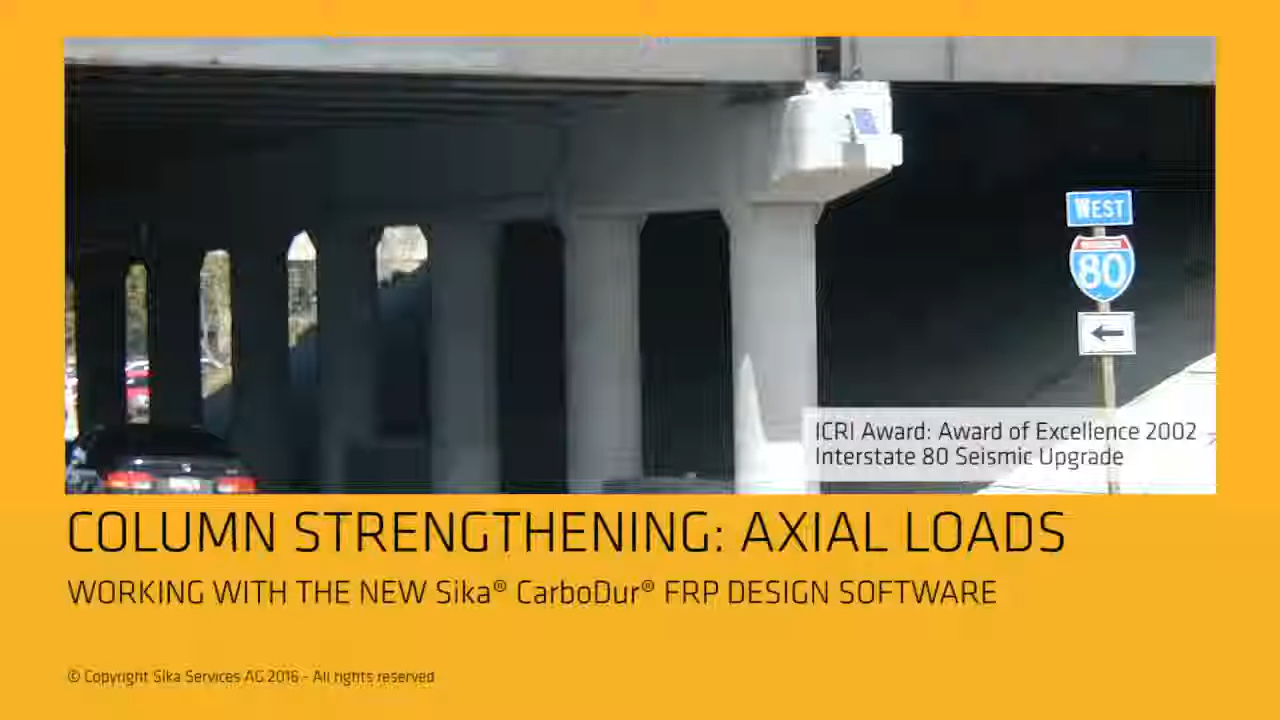 WEST
80
ICRI Award: Award of Excellence 2002
Interstate 80 Seismic Upgrade
COLUMN STRENGTHENING: AXIAL LOADS
WORKING WITH THE NEW Sika® CarboDur® FRP DESIGN SOFTWARE
© Copyright Sika Services AG 2016 - All rights reserved